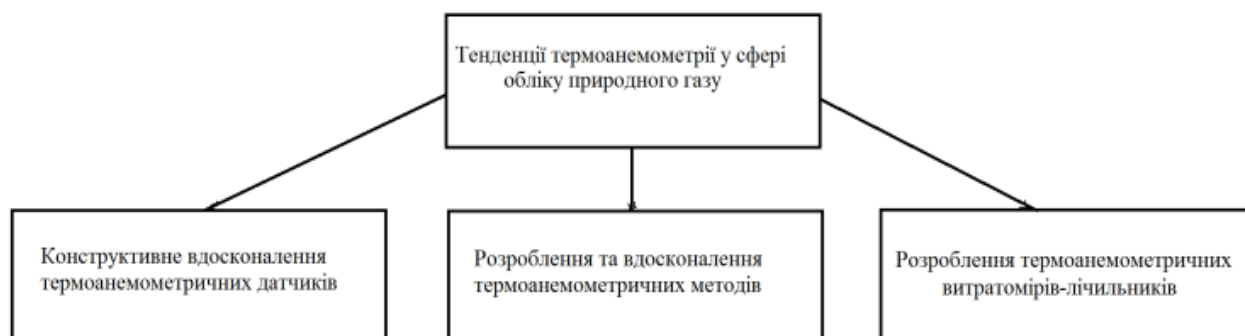 Тенденції термоанемометрії у сфері
обліку природного газу
Конструктивне вдосконалення
термоанемометричних датчиків
Розроблення та вдосконалення
термоанемометричних методів
Розроблення термоанемометричних
витратомірів-лічильників